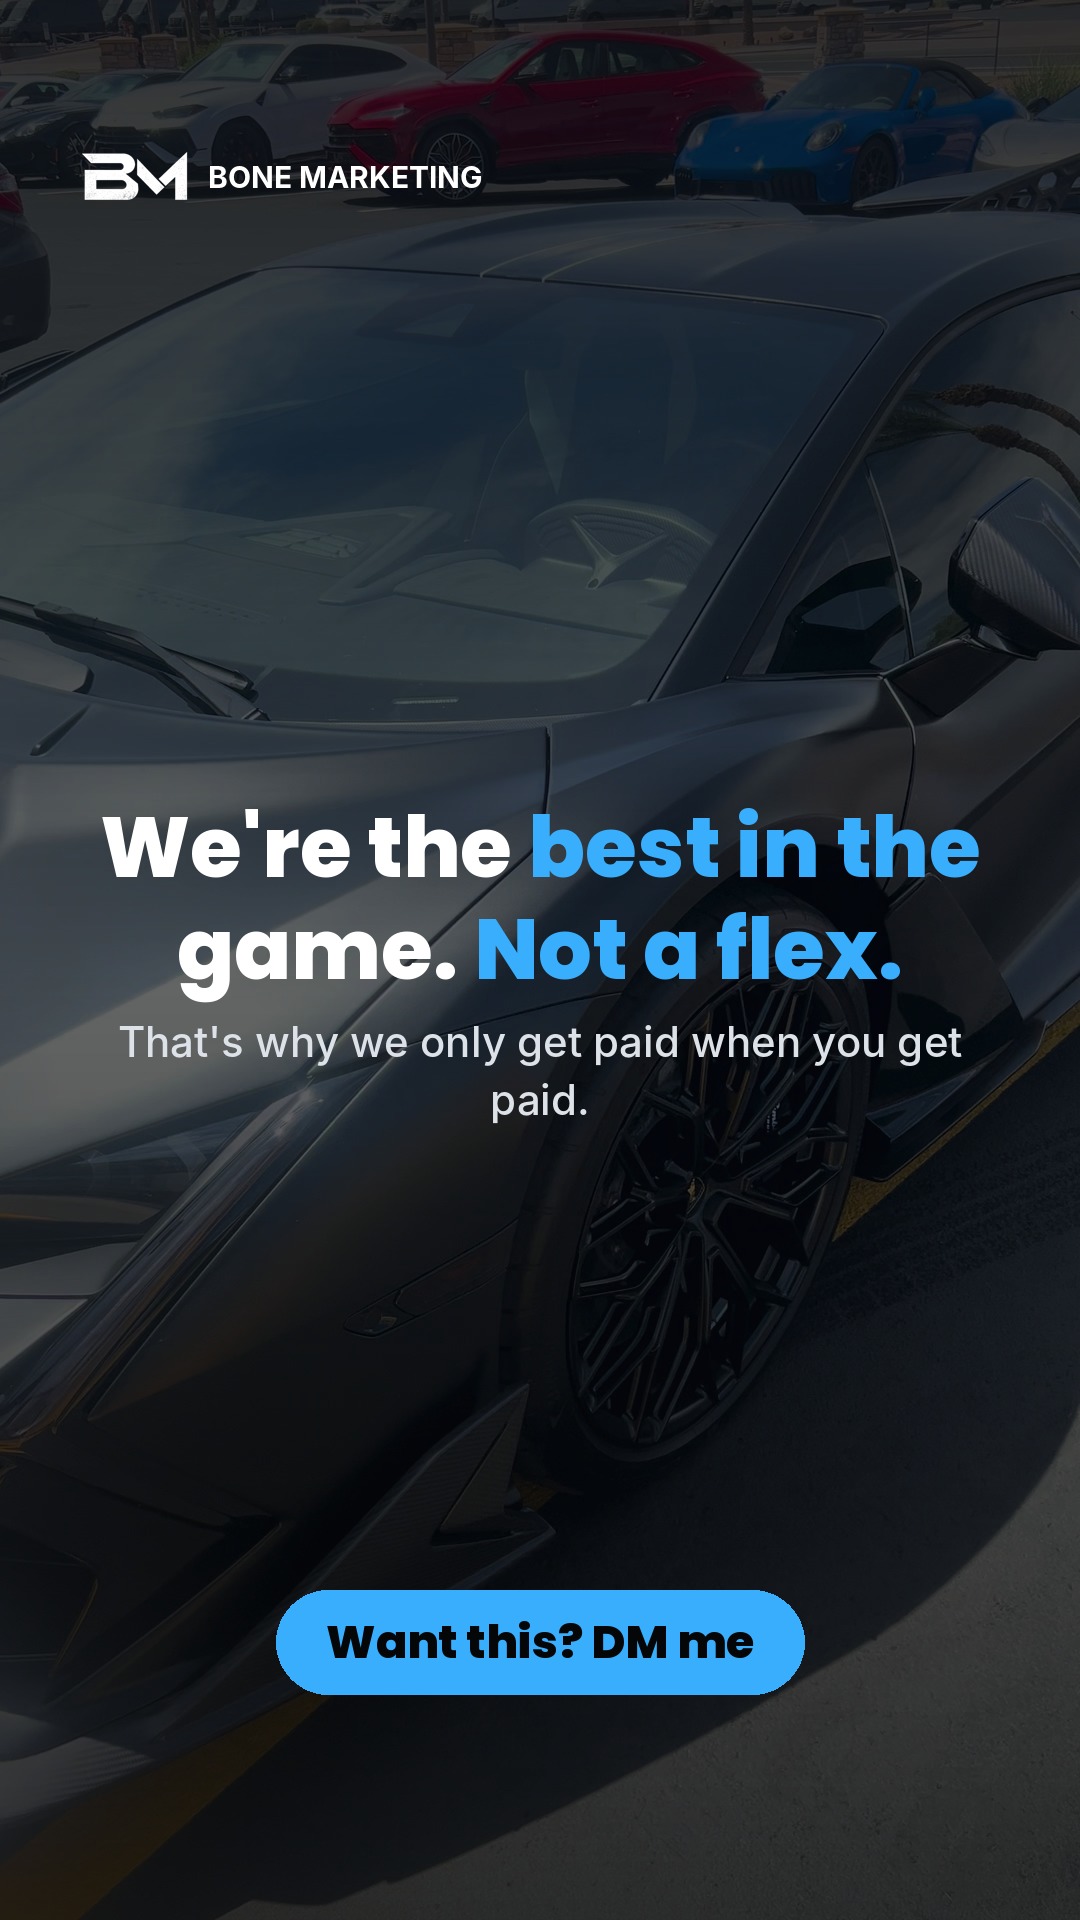 BM BONE MARKETING
We're the best in the
game. Not a flex.
That's why we only get paid when you get
paid.
Want this? DM me